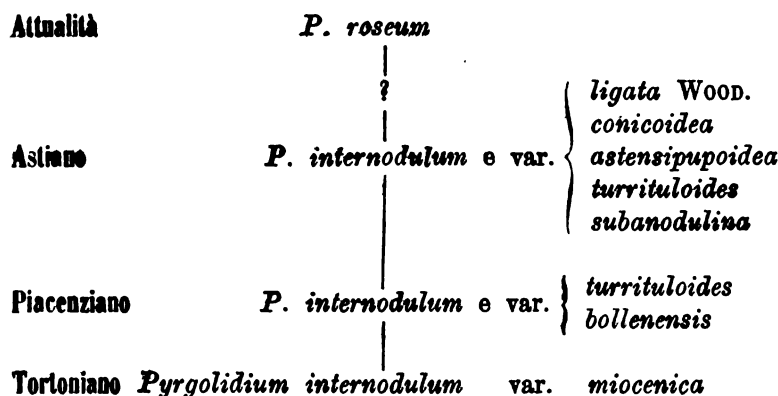 Attualità P. roseum
?
ligata WOOD.
conicoidea
Astiano P. internodulum e var. astensipupoidea
turrituloides
subanodulina
turrituloides
Piacenziano P. internodulum e var.
bollenensis
Tortoniano Pyrgolidium internodulum var. miocenica